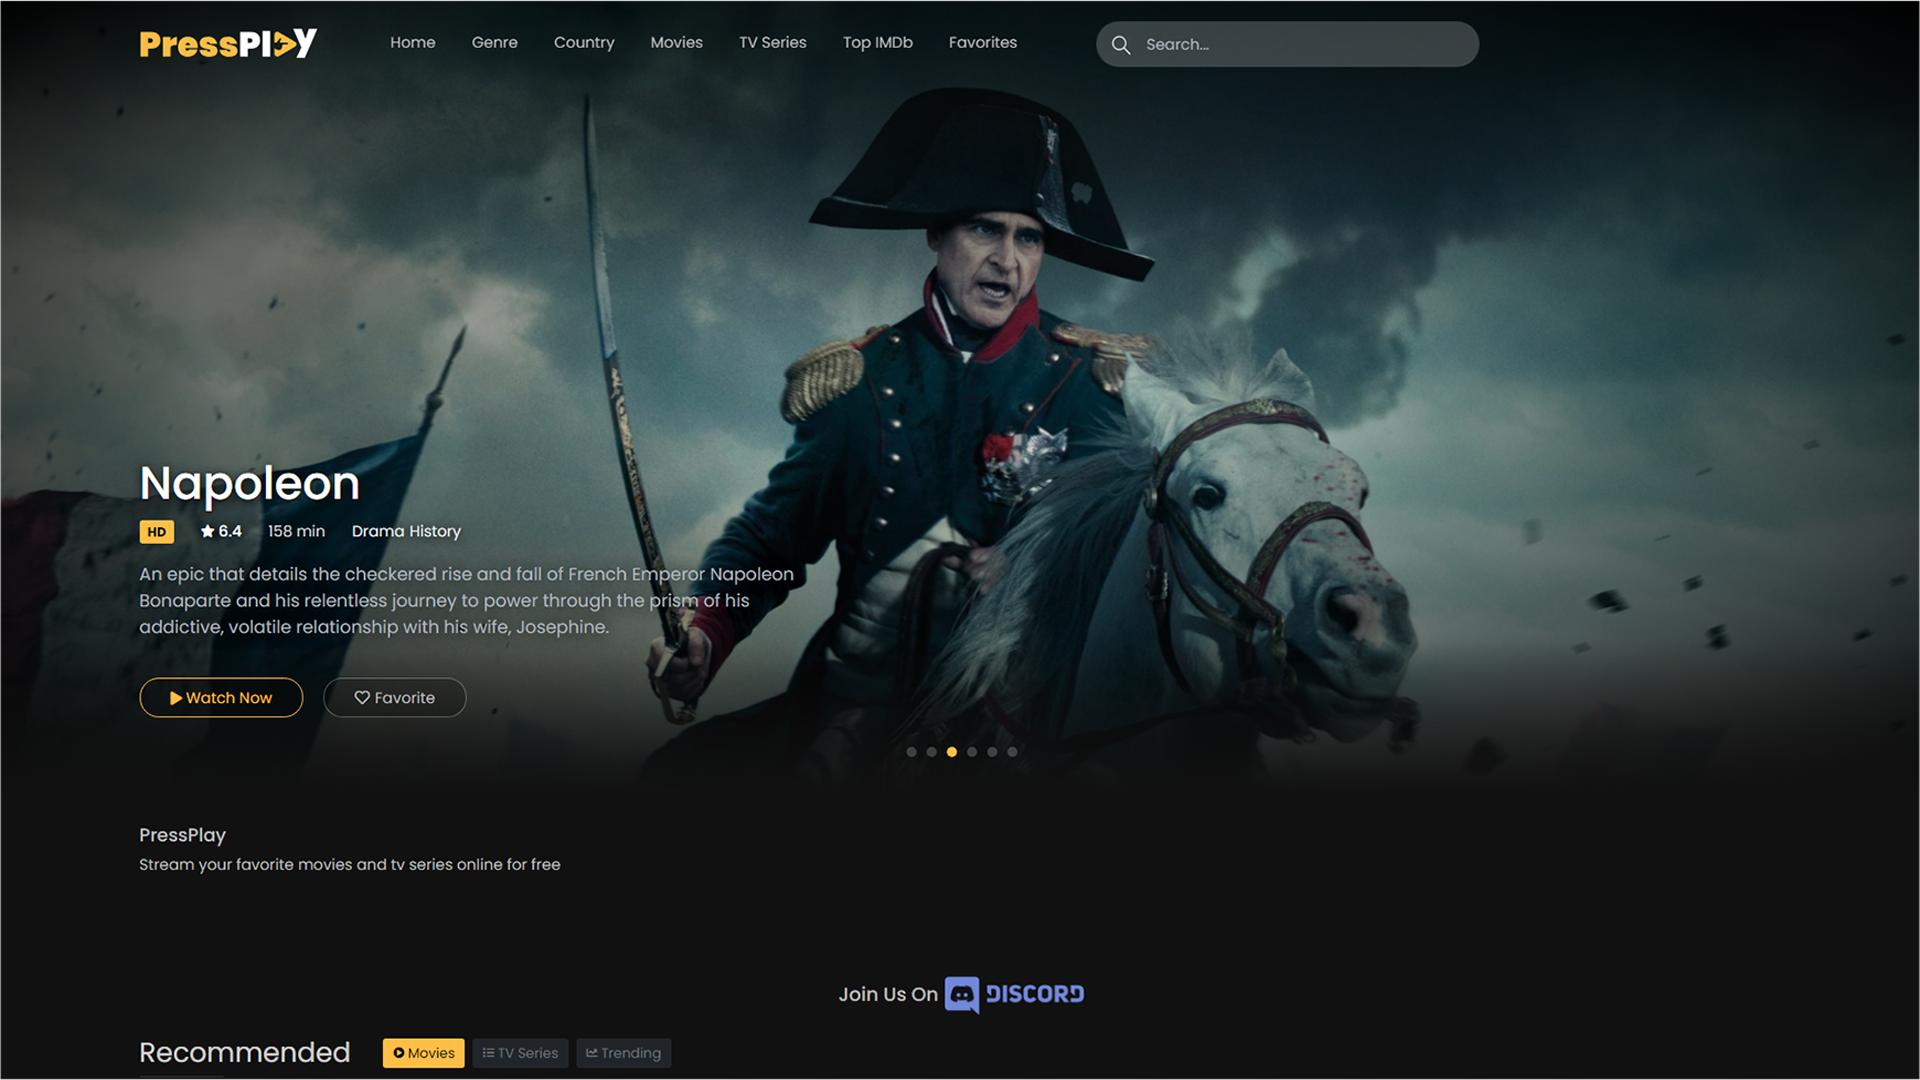 PressPlay
Home Genre Country Movies TV Series Top IMDb Favorites
Search...
Napoleon
HD 6.4 158 min Drama History
An epic that details the checkered rise and fall of French Emperor Napoleon
Bonaparte and his relentless journey to power through the prism of his
addictive, volatile relationship with his wife, Josephine.
Watch Now Favorite
PressPlay
Stream your favorite movies and tv series online for free
Join Us On DISCORD
Recommended Movies TV Series Trending